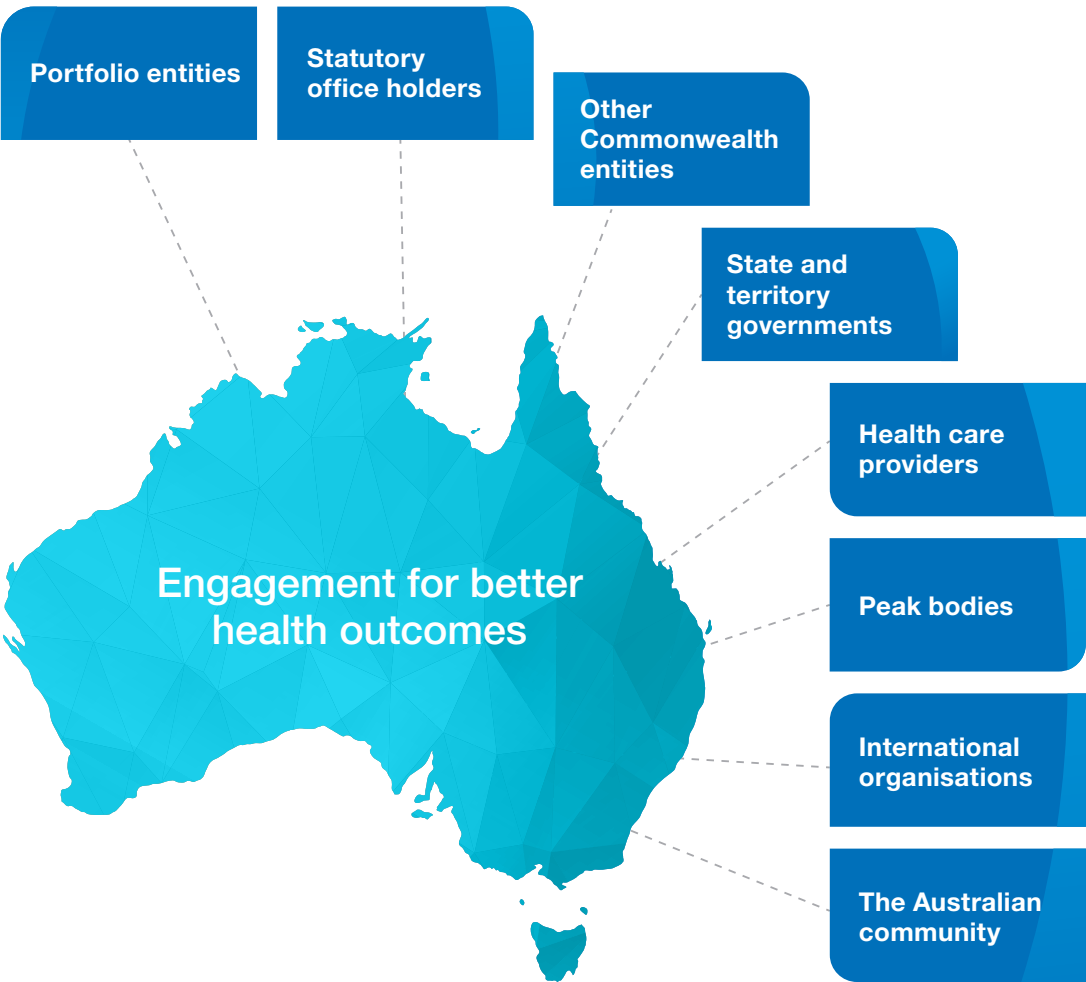 Portfolio entities
Statutory
office holders
Other
Commonwealth
entities
State and
territory
governments
Health care
providers
Engagement for better
health outcomes
Peak bodies
International
organisations
The Australian
community